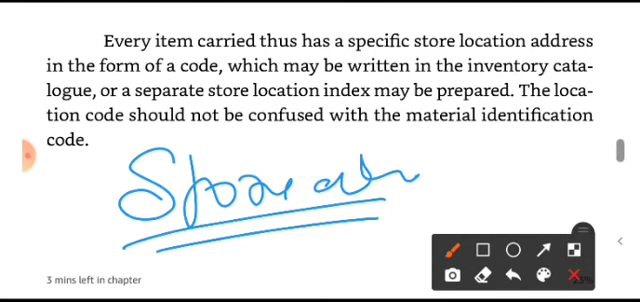 Every item carried thus has a specific store location address
in the form of a code, which may be written in the inventory cata-
logue, or a separate store location index may be prepared. The loca-
tion code should not be confused with the material identification
code.
Store
3 mins left in chapter